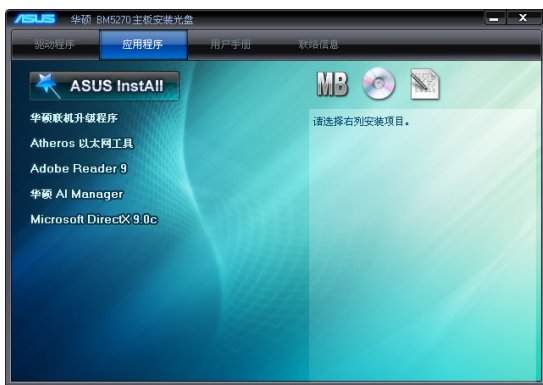 ASUS 华硕 BM5270 主板安装光盘
驱动程序 应用程序 用户手册 联络信息
ASUS InstAll
MB
华硕联机升级程序
请选择右列安装项目。
Atheros 以太网工具
Adobe Reader 9
华硕 AI Manager
Microsoft DirectX 9.0c